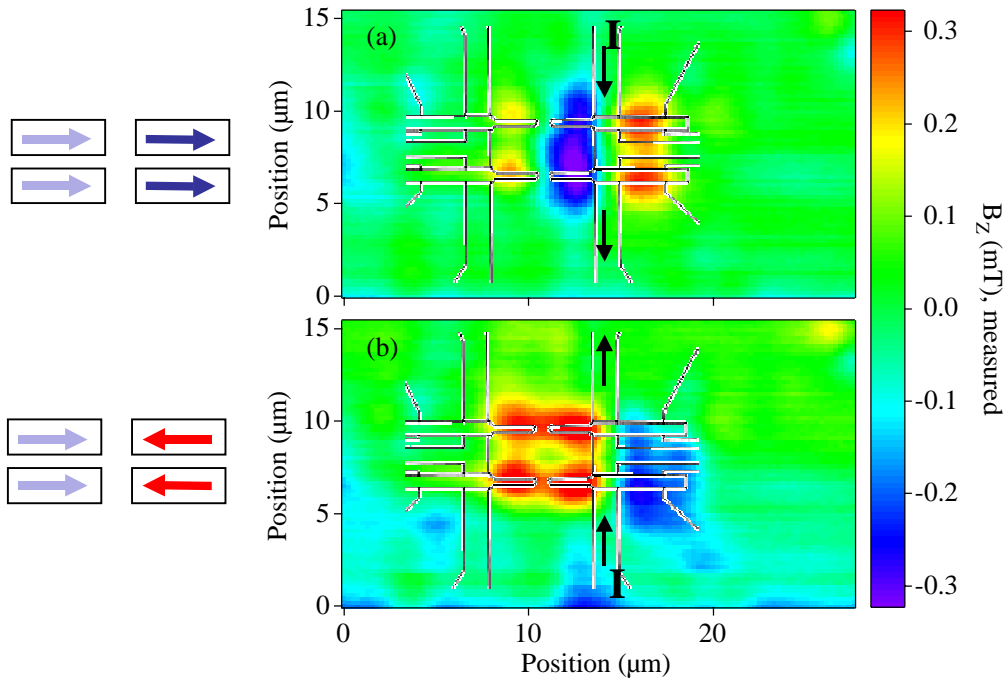 15
(a)
I
10
5
0
Position (µm)
15
(b)
10
5
0
Position (µm)
I
0
10
20
Position (µm)
0.3
0.2
0.1
0.0
-0.1
-0.2
-0.3
B_Z (mT), measured